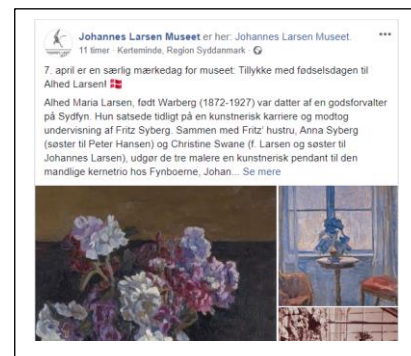 Johannes Larsen Museet er her: Johannes Larsen Museet.
11 timer · Kerteminde, Region Syddanmark ·
7. april er en særlig mærkedag for museet: Tillykke med fødselsdagen til
Alhed Larsen! 🇩🇰
Alhed Maria Larsen, født Warberg (1872-1927) var datter af en godsforvalter
på Sydfyn. Hun satsede tidligt på en kunstnerisk karriere og modtog
undervisning af Fritz Syberg. Sammen med Fritz' hustru, Anna Syberg
(søster til Peter Hansen) og Christine Swane (f. Larsen og søster til
Johannes Larsen), udgør de tre malere en kunstnerisk pendant til den
mandlige kernetrio hos Fynboerne, Johan... Se mere